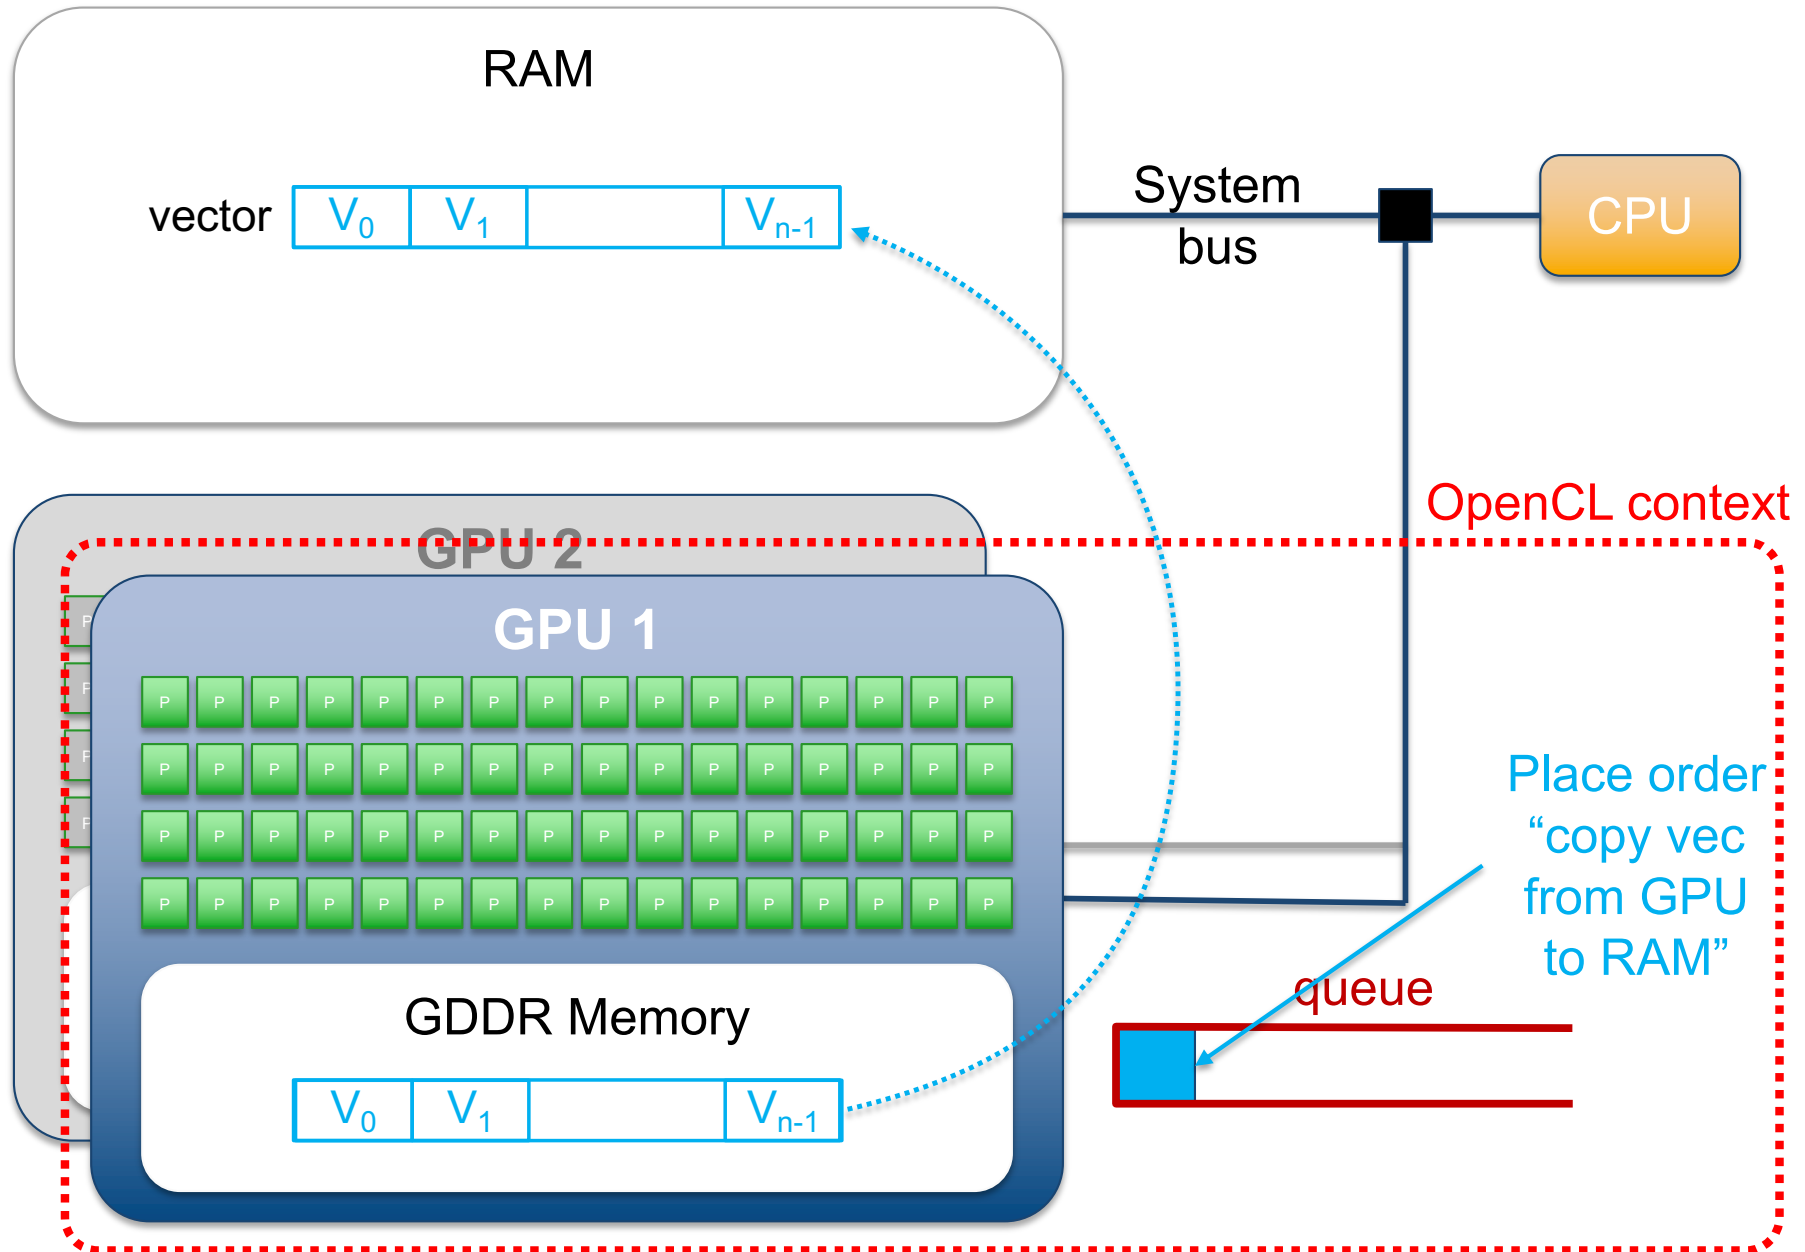 RAM
vector V0 V1 Vn-1
System
bus
CPU
OpenCL context
GPU 2
GPU 1
P
P P P P P P P P P P P P P P P P
P
P P P P P P P P P P P P P P P P
P
P P P P P P P P P P P P P P P P
P
P P P P P P P P P P P P P P P P
Place order
“copy vec
from GPU
to RAM”
queue
GDDR Memory
V0 V1 Vn-1